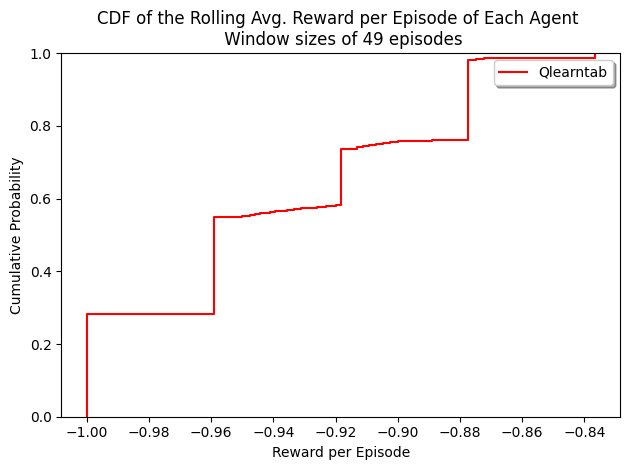 CDF of the Rolling Avg. Reward per Episode of Each Agent
Window sizes of 49 episodes
Qlearntab
Cumulative Probability
1.0
0.8
0.6
0.4
0.2
0.0
−1.00 −0.98 −0.96 −0.94 −0.92 −0.90 −0.88 −0.86 −0.84
Reward per Episode